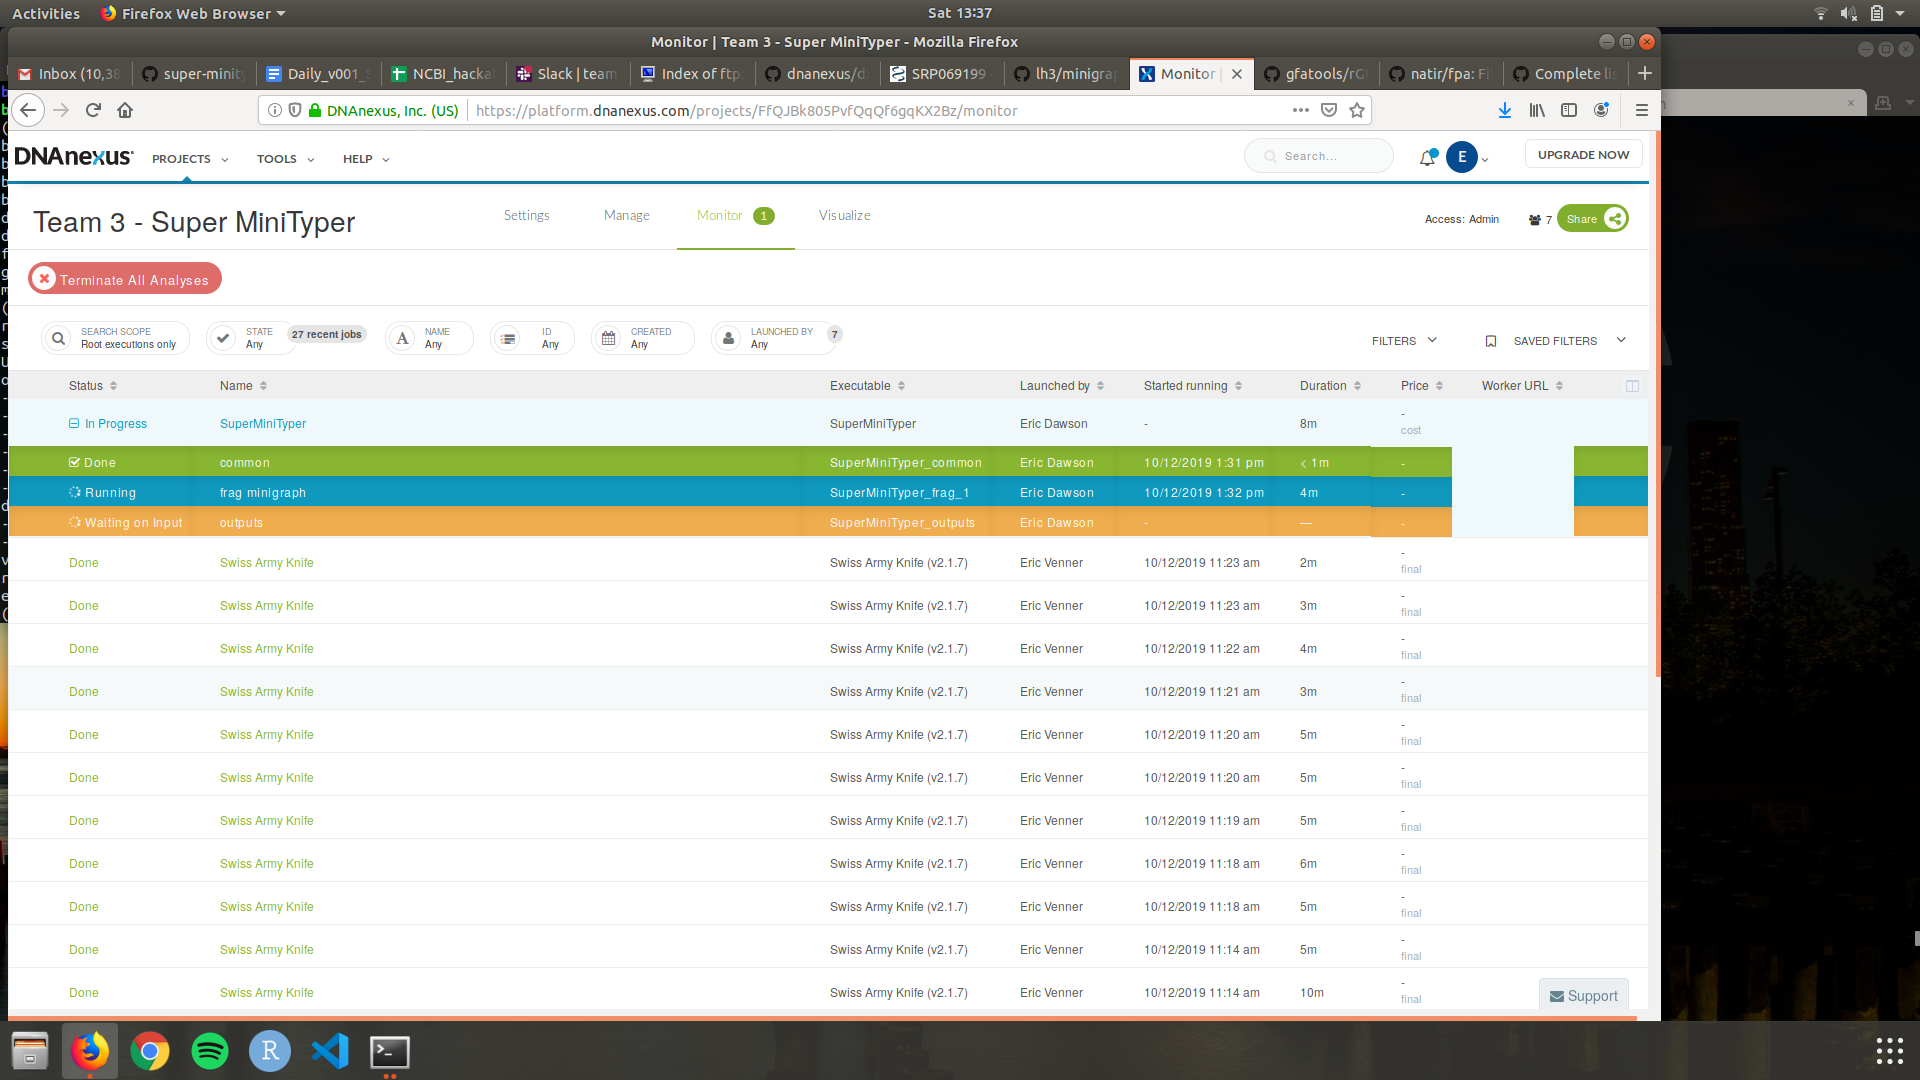 Activities Firefox Web Browser Sat 13:37
Monitor | Team 3 - Super MiniTyper - Mozilla Firefox
Inbox (10,38 super-minity Daily_v001_S NCBI_hacka Slack | team Index of ftp: dnanexus/d SRP069199 lh3/minigra Monitor | gfatools/rG natir/fpa: Fi Complete lis
DNAnexus, Inc. (US) https://platform.dnanexus.com/projects/FfQJBk805PvfQqQf6gqKX2Bz/monitor
DNAnexus PROJECTS TOOLS HELP Search... E UPGRADE NOW
Team 3 - Super MiniTyper Settings Manage Monitor 1 Visualize Access: Admin 7 Share
Terminate All Analyses
SEARCH SCOPE STATE 27 recent jobs NAME ID CREATED LAUNCHED BY 7
Root executions only Any Any Any Any Any FILTERS SAVED FILTERS
Status Name Executable Launched by Started running Duration Price Worker URL
In Progress SuperMiniTyper SuperMiniTyper Eric Dawson - 8m -
cost
Done common SuperMiniTyper_common Eric Dawson 10/12/2019 1:31 pm < 1m -
Running frag minigraph SuperMiniTyper_frag_1 Eric Dawson 10/12/2019 1:32 pm 4m -
Waiting on Input outputs SuperMiniTyper_outputs Eric Dawson - — -
Done Swiss Army Knife Swiss Army Knife (v2.1.7) Eric Venner 10/12/2019 11:23 am 2m -
final
Done Swiss Army Knife Swiss Army Knife (v2.1.7) Eric Venner 10/12/2019 11:23 am 3m -
final
Done Swiss Army Knife Swiss Army Knife (v2.1.7) Eric Venner 10/12/2019 11:22 am 4m -
final
Done Swiss Army Knife Swiss Army Knife (v2.1.7) Eric Venner 10/12/2019 11:21 am 3m -
final
Done Swiss Army Knife Swiss Army Knife (v2.1.7) Eric Venner 10/12/2019 11:20 am 5m -
final
Done Swiss Army Knife Swiss Army Knife (v2.1.7) Eric Venner 10/12/2019 11:20 am 5m -
final
Done Swiss Army Knife Swiss Army Knife (v2.1.7) Eric Venner 10/12/2019 11:19 am 5m -
final
Done Swiss Army Knife Swiss Army Knife (v2.1.7) Eric Venner 10/12/2019 11:18 am 6m -
final
Done Swiss Army Knife Swiss Army Knife (v2.1.7) Eric Venner 10/12/2019 11:18 am 5m -
final
Done Swiss Army Knife Swiss Army Knife (v2.1.7) Eric Venner 10/12/2019 11:14 am 5m -
final
Done Swiss Army Knife Swiss Army Knife (v2.1.7) Eric Venner 10/12/2019 11:14 am 10m -
final
Support